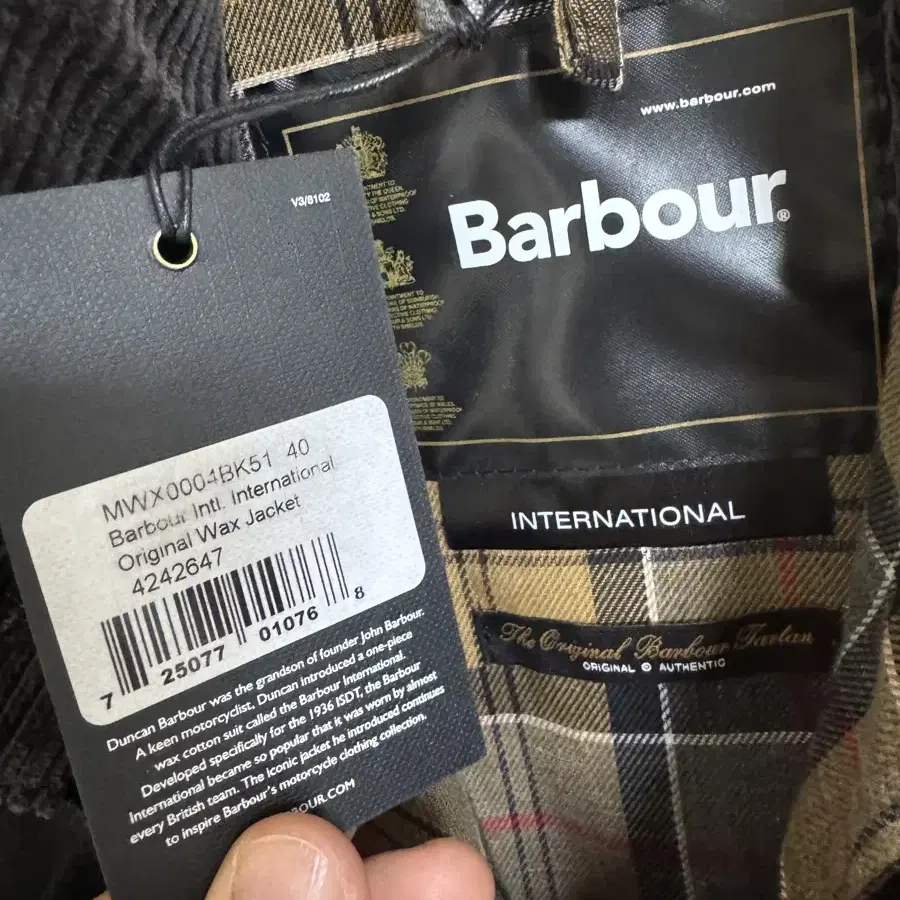 www.barbour.com
Barbour®
INTERNATIONAL
The Original Barbour Tartan
ORIGINAL © AUTHENTIC
V3/8102
MWX0004BK51 40
Barbour Intl. International
Original Wax Jacket
4242647
7 25077 01076 8
Duncan Barbour was the grandson of founder John Barbour.
A keen motorcyclist, Duncan introduced a one-piece
wax cotton suit called the Barbour International.
Developed specifically for the 1936 ISDT, the Barbour
International became so popular that it was worn by almost
every British team. The iconic jacket he introduced continues
to inspire Barbour's motorcycle clothing collection.